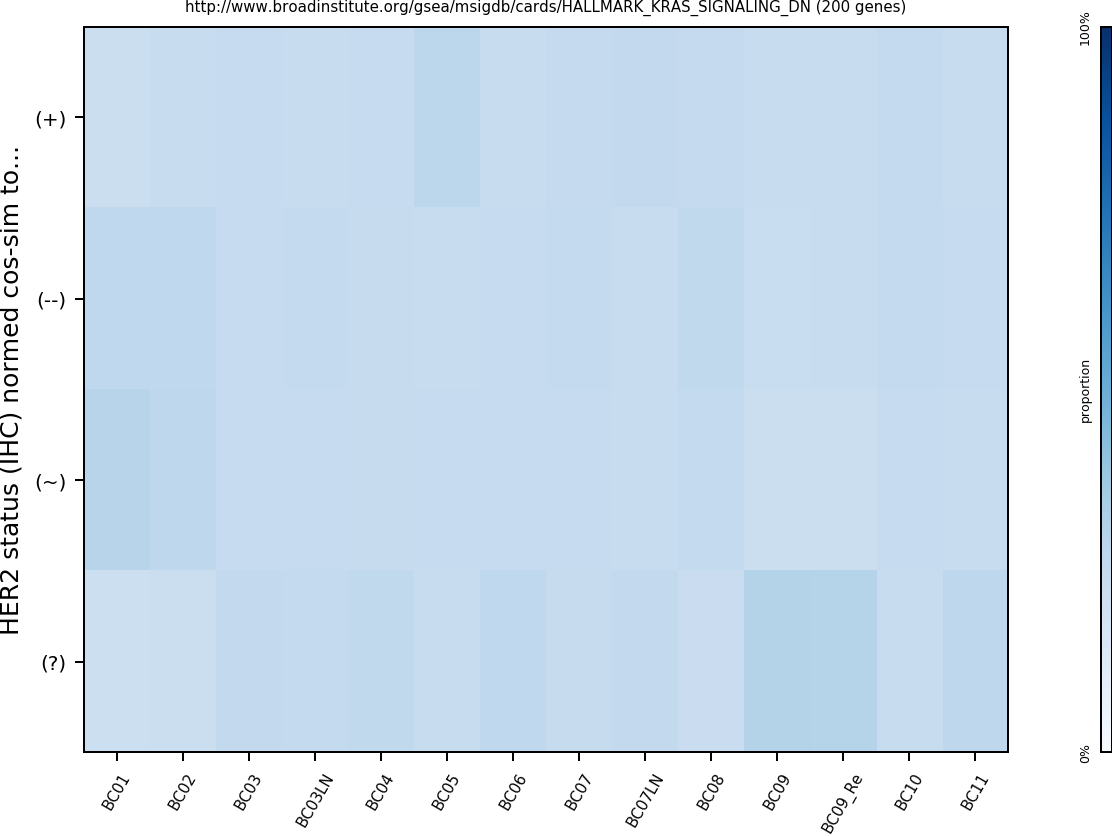 http://www.broadinstitute.org/gsea/msigdb/cards/HALLMARK_KRAS_SIGNALING_DN (200 genes)
HER2 status (IHC) normed cos-sim to...
(+)
(--)
(~)
(?)
BC01
BC02
BC03
BC03LN
BC04
BC05
BC06
BC07
BC07LN
BC08
BC09
BC09_Re
BC10
BC11
100%
proportion
0%